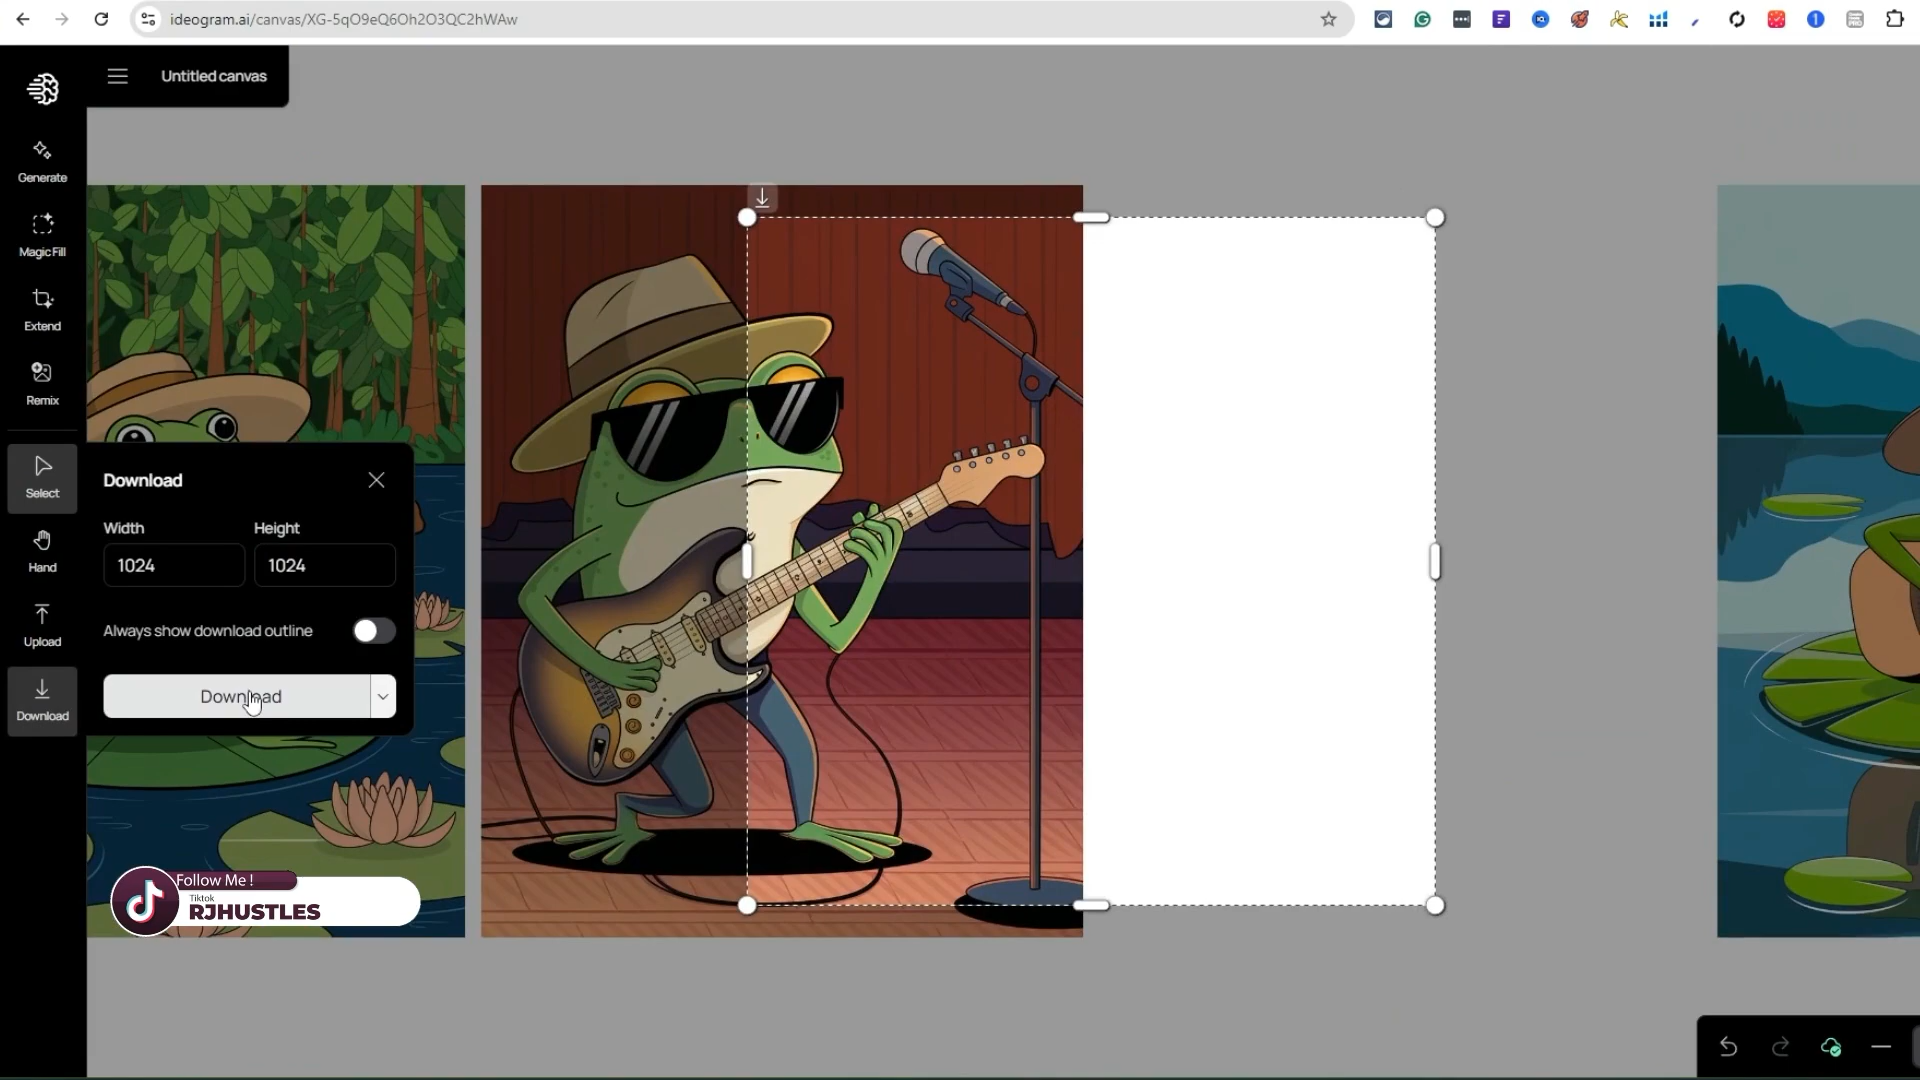 ideogram.ai/canvas/XG-5qO9eQ6Oh2O3QC2hWAw
Untitled canvas
Generate
Magic Fill
Extend
Remix
Select
Hand
Upload
Download
Download
Width
Height
1024
1024
Always show download outline
Download
Follow Me !
Tiktok
RJHUSTLES